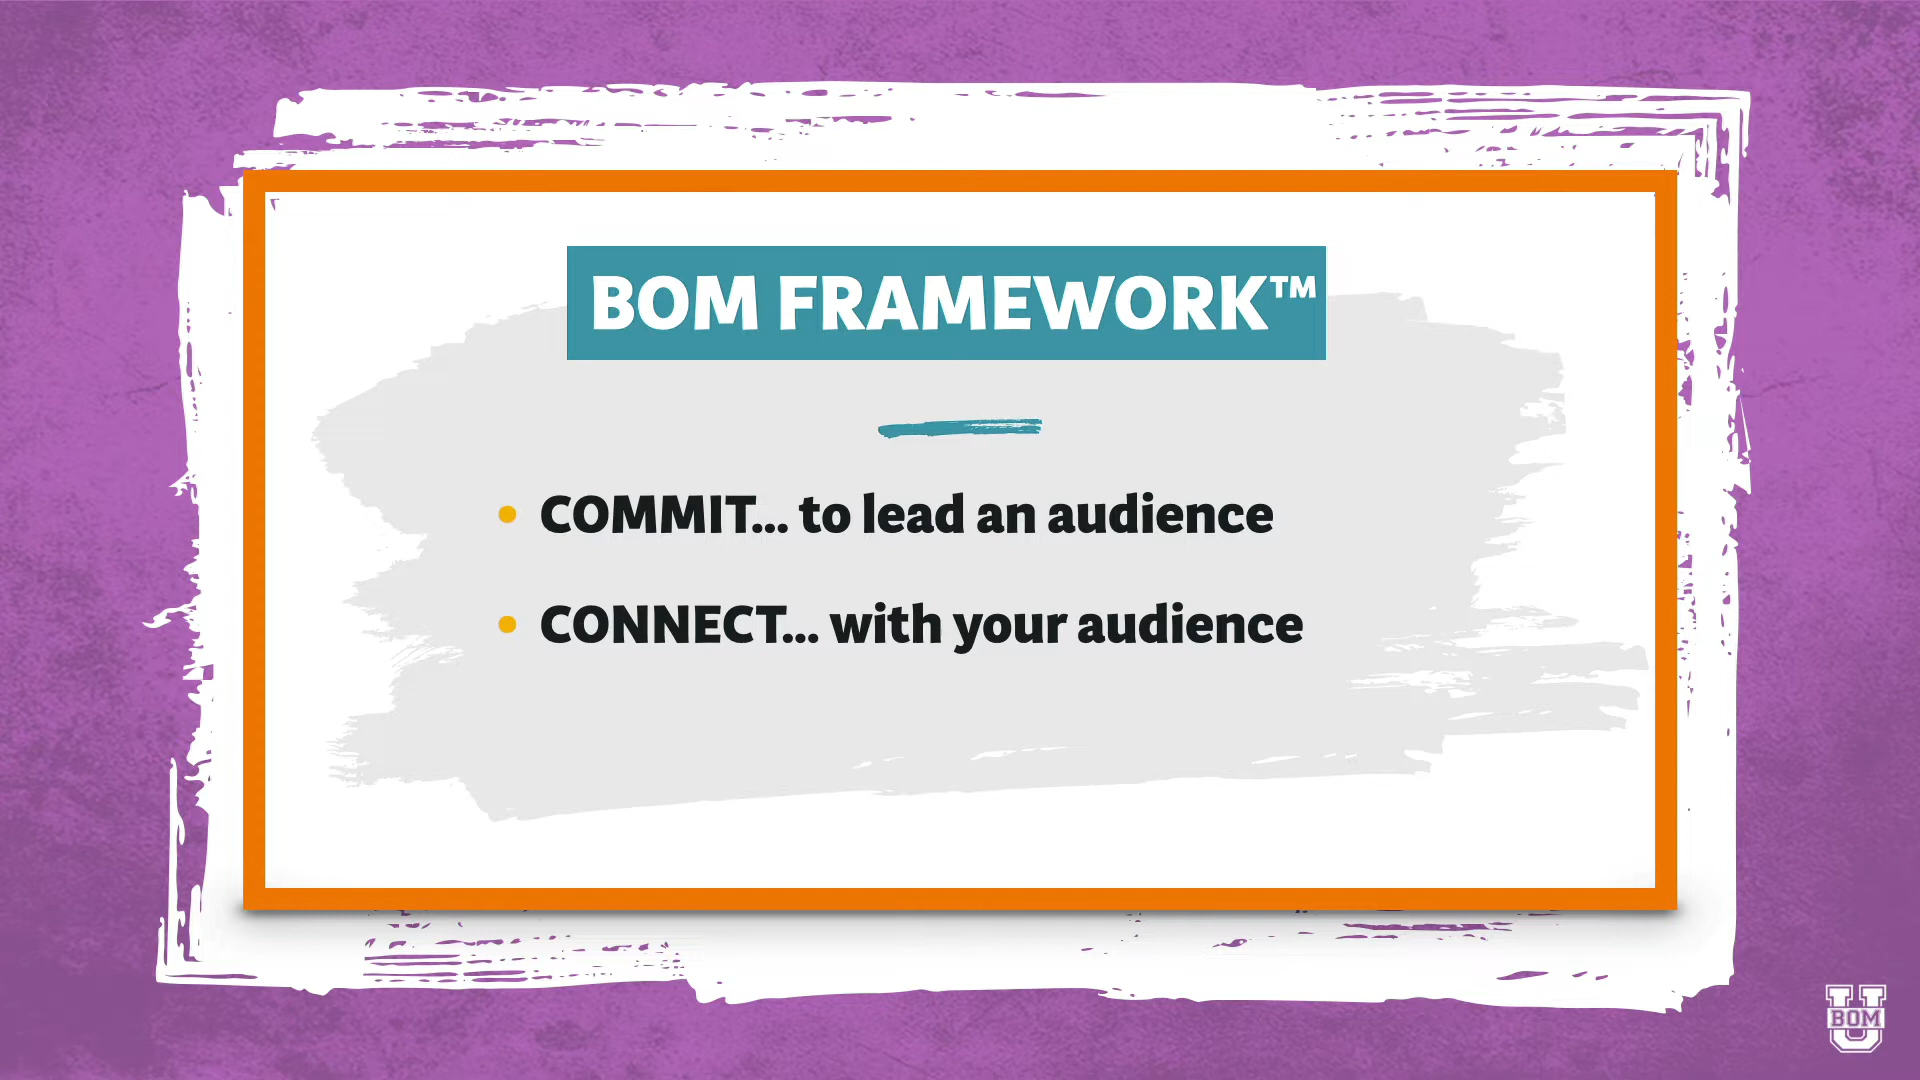 BOM FRAMEWORK™
• COMMIT... to lead an audience
• CONNECT... with your audience
U
BOM